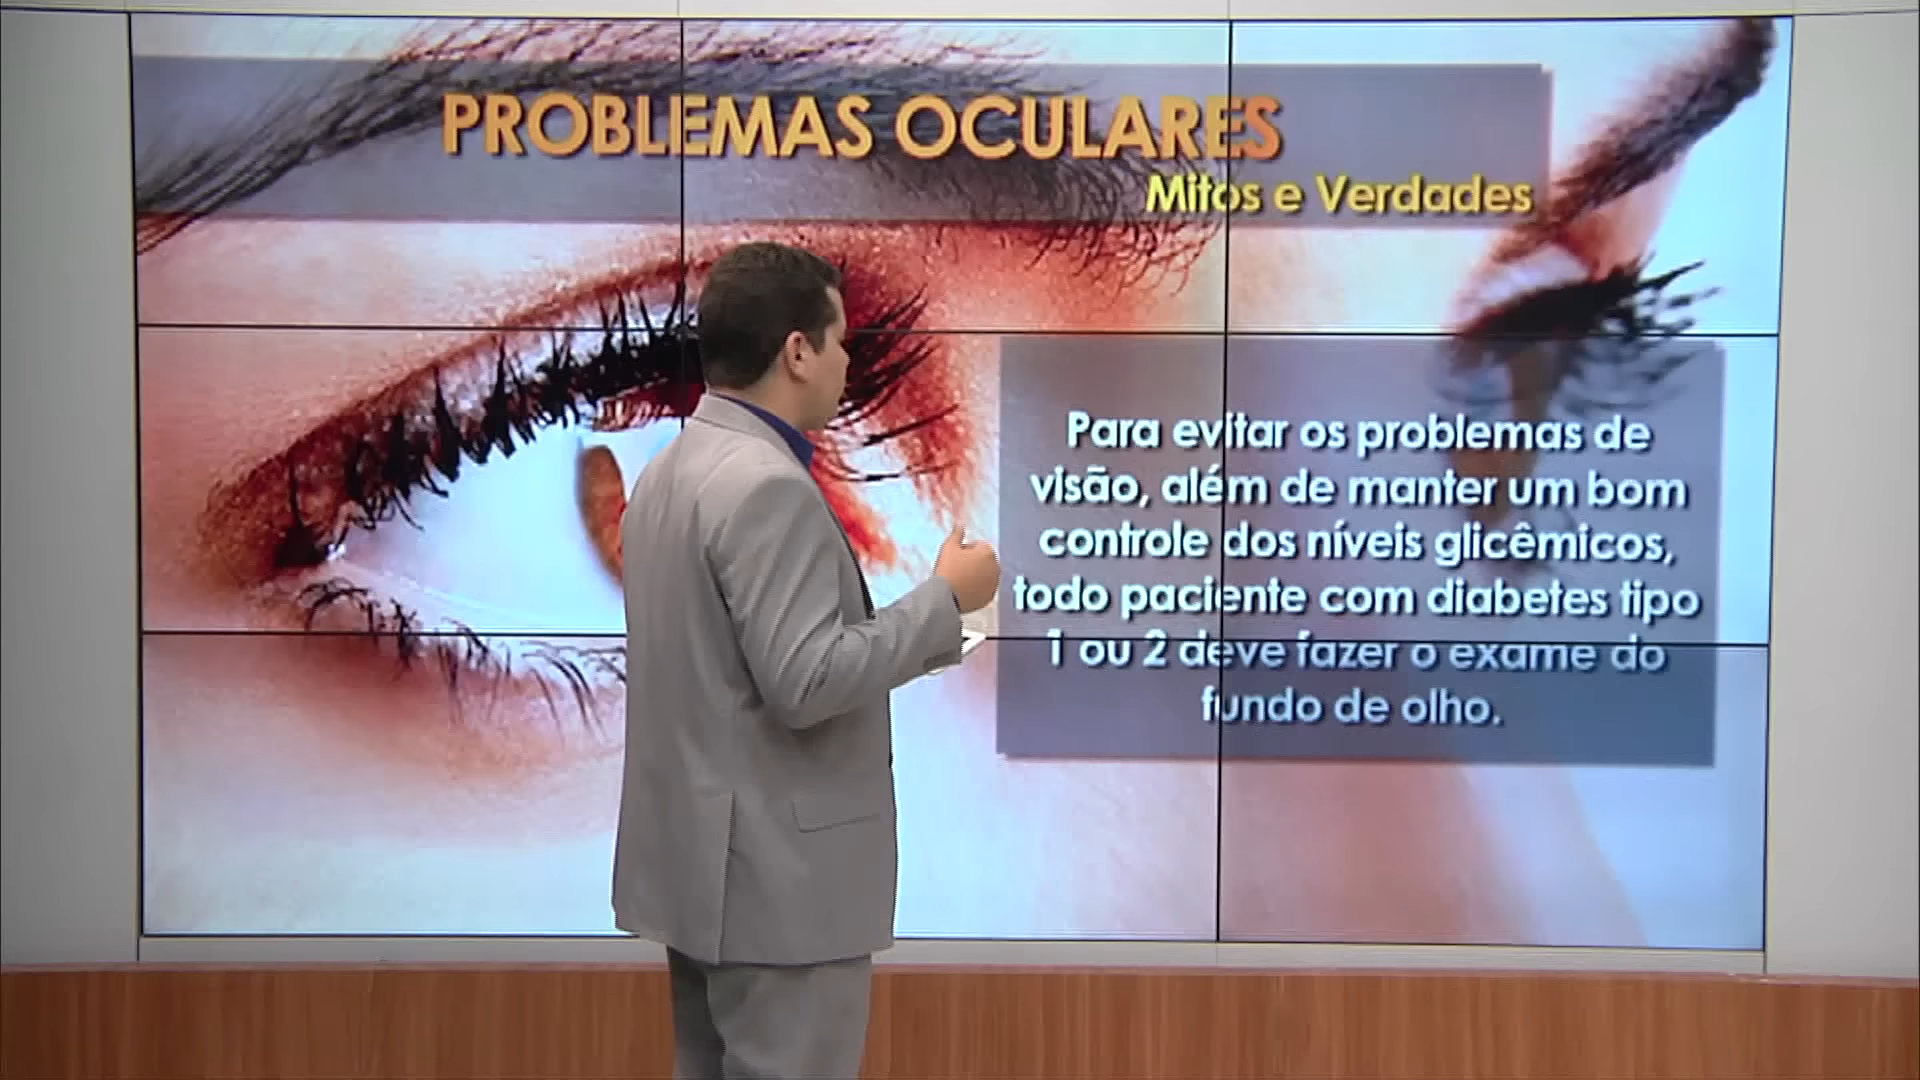 PROBLEMAS OCULARES
Mitos e Verdades
Para evitar os problemas de
visão, além de manter um bom
controle dos níveis glicêmicos,
todo paciente com diabetes tipo
1 ou 2 deve fazer o exame do
fundo de olho.